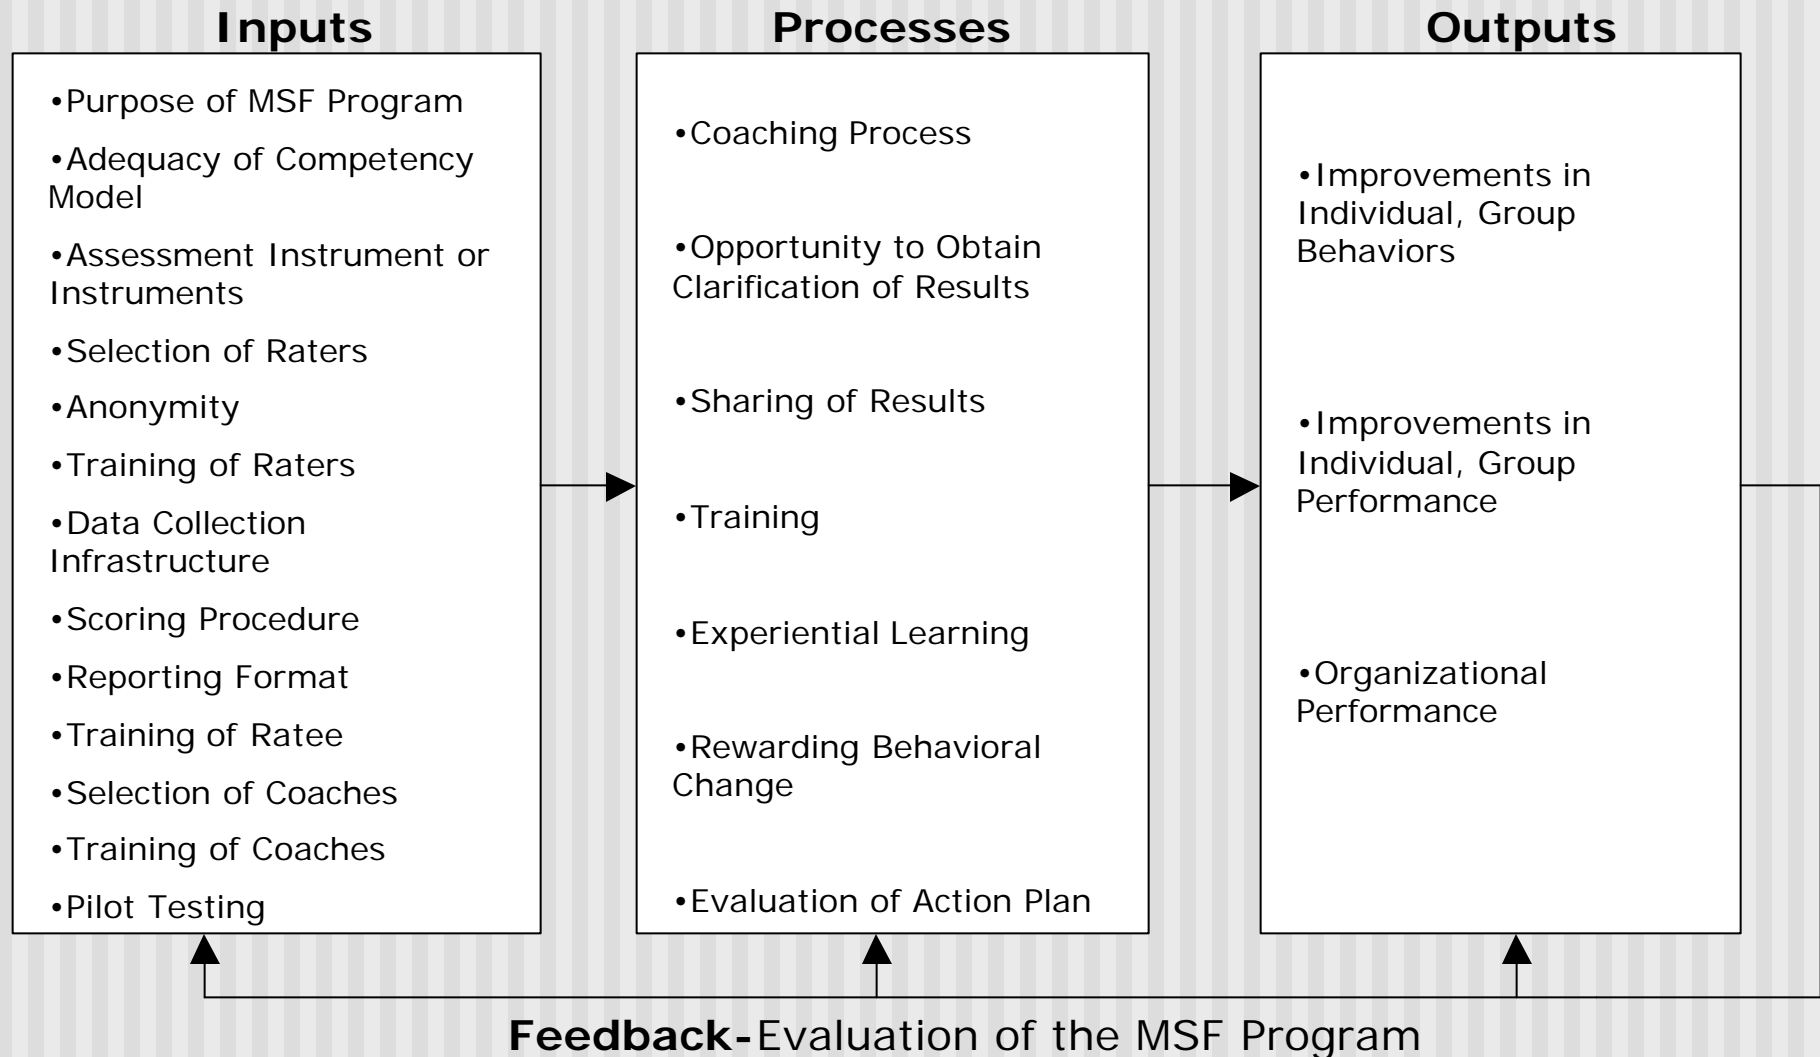 Inputs
•Purpose of MSF Program
•Adequacy of Competency
Model
•Assessment Instrument or
Instruments
•Selection of Raters
•Anonymity
•Training of Raters
•Data Collection
Infrastructure
•Scoring Procedure
•Reporting Format
•Training of Ratee
•Selection of Coaches
•Training of Coaches
•Pilot Testing
Processes
•Coaching Process
•Opportunity to Obtain
Clarification of Results
•Sharing of Results
•Training
•Experiential Learning
•Rewarding Behavioral
Change
•Evaluation of Action Plan
Outputs
•Improvements in
Individual, Group
Behaviors
•Improvements in
Individual, Group
Performance
•Organizational
Performance
Feedback-Evaluation of the MSF Program